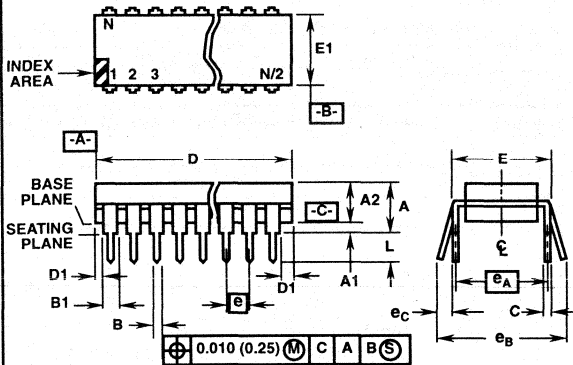 N
E1
INDEX
AREA
1 2 3 N/2
-B-
-A-
D
E
BASE
PLANE
A2 A
-C-
SEATING
PLANE
L
C L
D1
A1
D1
eA
B1
e
eC
C
B
eB
0.010 (0.25) M C A B S